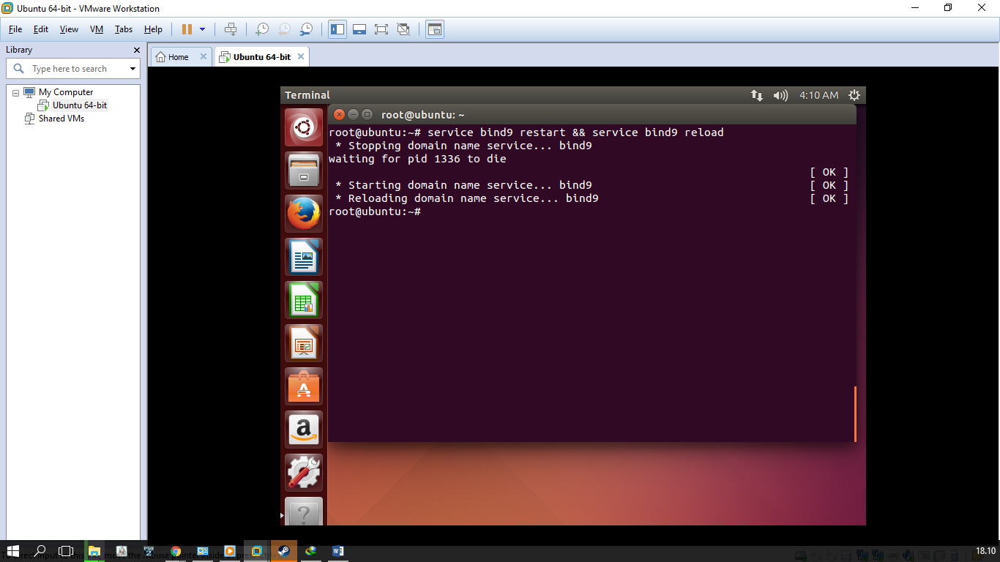 Ubuntu 64-bit - VMware Workstation
File Edit View VM Tabs Help
Library
Type here to search
My Computer
Ubuntu 64-bit
Shared VMs
Home Ubuntu 64-bit
Terminal 4:10 AM
root@ubuntu: ~
root@ubuntu:~# service bind9 restart && service bind9 reload
 * Stopping domain name service... bind9
waiting for pid 1336 to die
[ OK ]
 * Starting domain name service... bind9 [ OK ]
 * Reloading domain name service... bind9 [ OK ]
root@ubuntu:~#
18.10